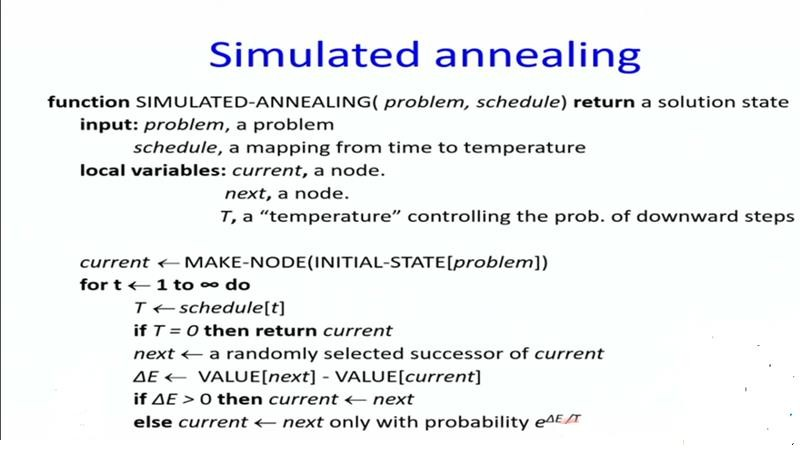 Simulated annealing
function SIMULATED-ANNEALING( problem, schedule) return a solution state
input: problem, a problem
schedule, a mapping from time to temperature
local variables: current, a node.
next, a node.
T, a “temperature” controlling the prob. of downward steps
current ← MAKE-NODE(INITIAL-STATE[problem])
for t ← 1 to ∞ do
T ← schedule[t]
if T = 0 then return current
next ← a randomly selected successor of current
ΔE ← VALUE[next] - VALUE[current]
if ΔE > 0 then current ← next
else current ← next only with probability e^ΔE /T